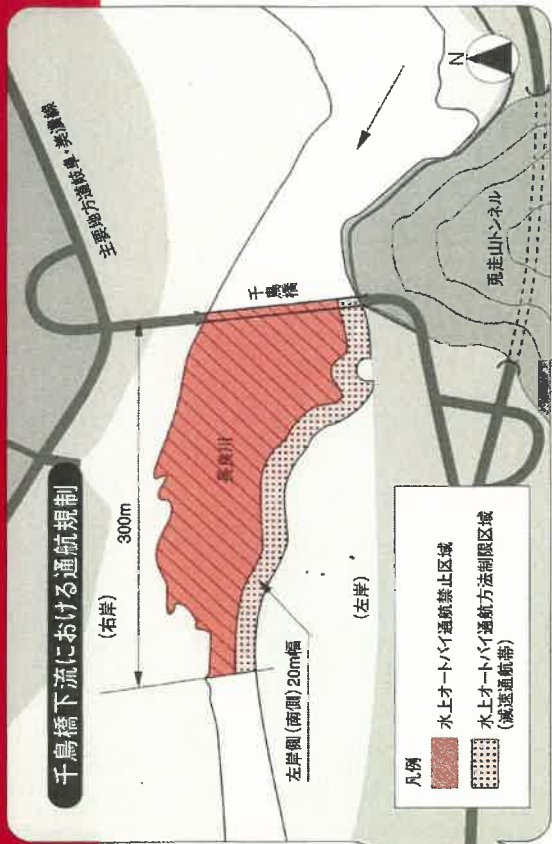 千鳥橋下流における通航規制
主要地方道岐阜・美濃線
N
300m
(右岸)
千鳥橋
長良川
兎走山トンネル
(左岸)
左岸側(南側)20m幅
凡例
水上オートバイ通航禁止区域
水上オートバイ通航方法制限区域
(減速通航帯)